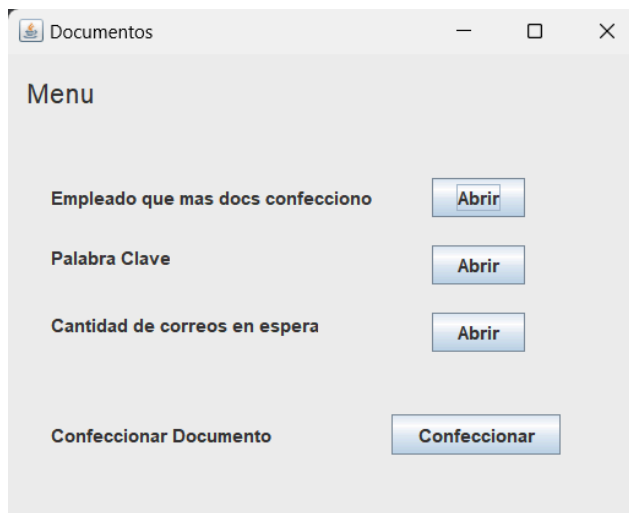 Documentos
Menu
Empleado que mas docs confecciono Abrir
Palabra Clave Abrir
Cantidad de correos en espera Abrir
Confeccionar Documento Confeccionar